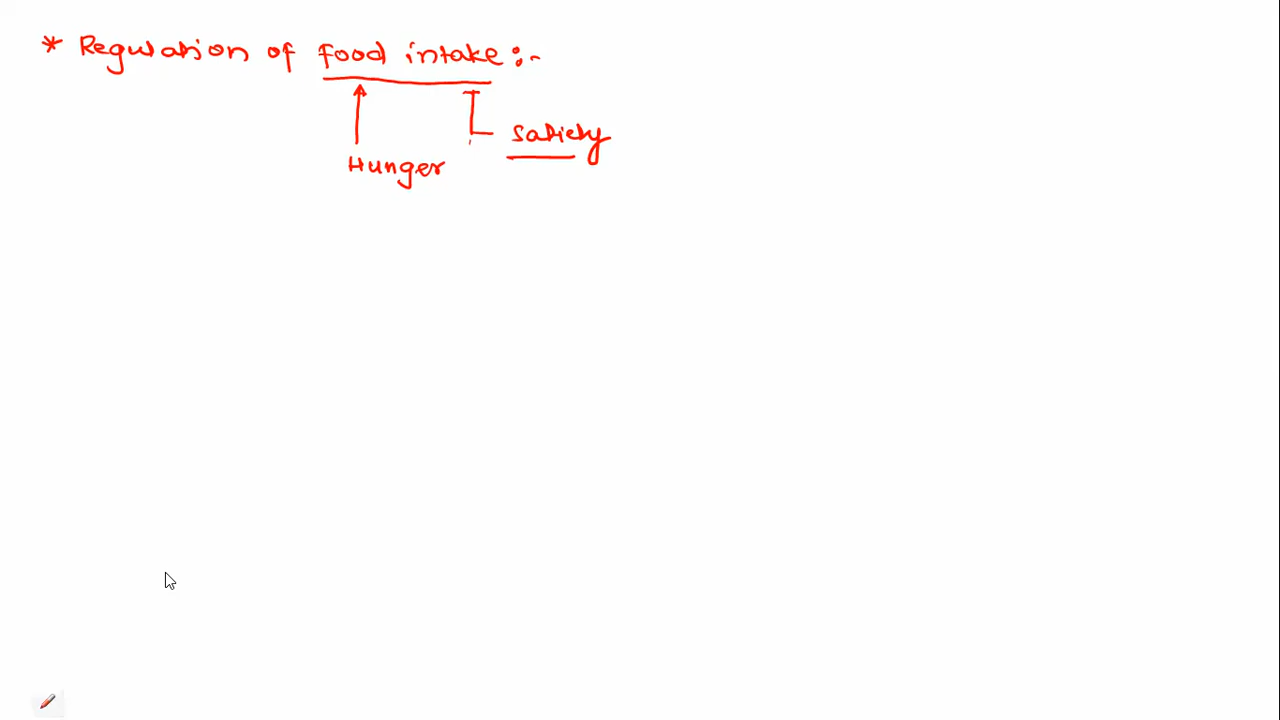 * Regulation of food intake :-
satiety
Hunger